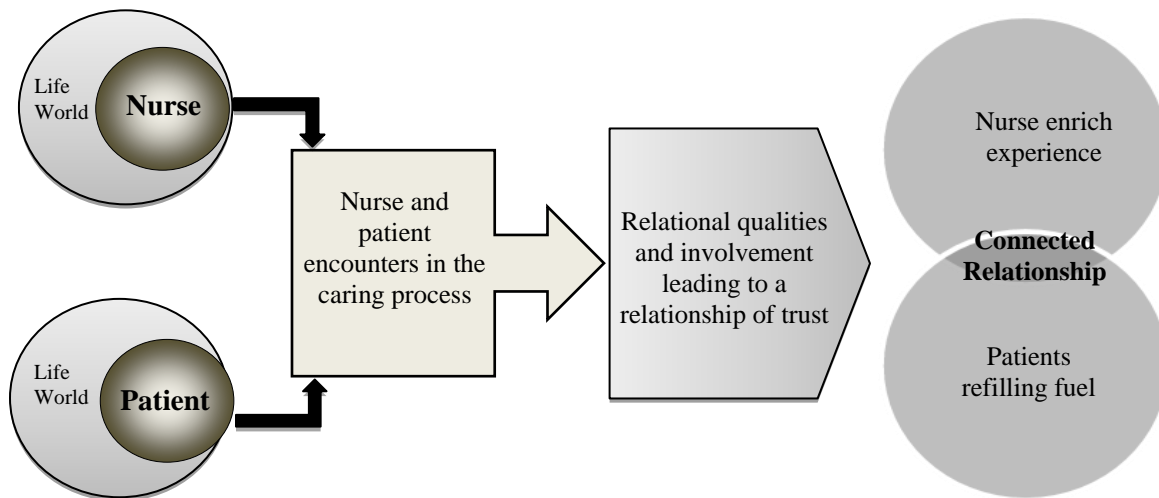 Life
World
Nurse
Life
World
Patient
Nurse and
patient
encounters in the
caring process
Relational qualities
and involvement
leading to a
relationship of trust
Nurse enrich
experience
Connected
Relationship
Patients
refilling fuel